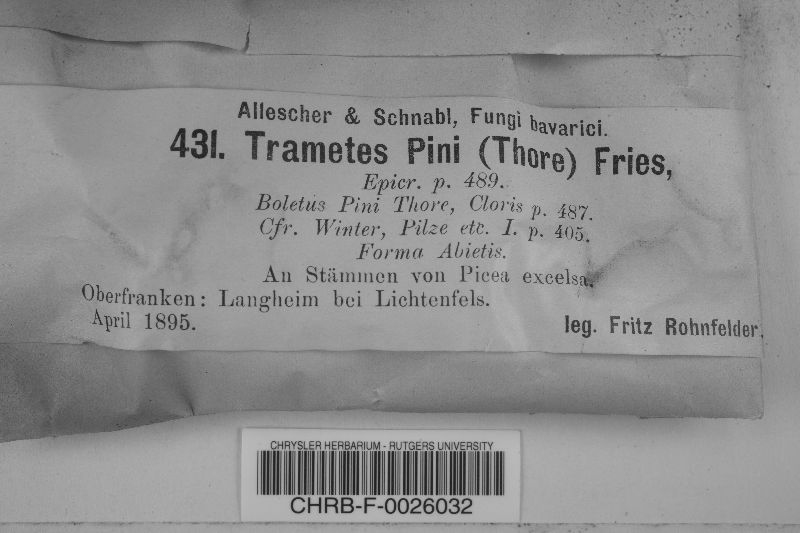 Allescher & Schnabl, Fungi bavarici.
431. Trametes Pini (Thore) Fries,
Epicr. p. 489.
Boletus Pini Thore, Cloris p. 487.
Cfr. Winter, Pilze etc. I. p. 405.
Forma Abietis.
An Stämmen von Picea excelsa.
Oberfranken: Langheim bei Lichtenfels.
April 1895.
leg. Fritz Rohnfelder.
CHRYSLER HERBARIUM - RUTGERS UNIVERSITY
CHRB-F-0026032